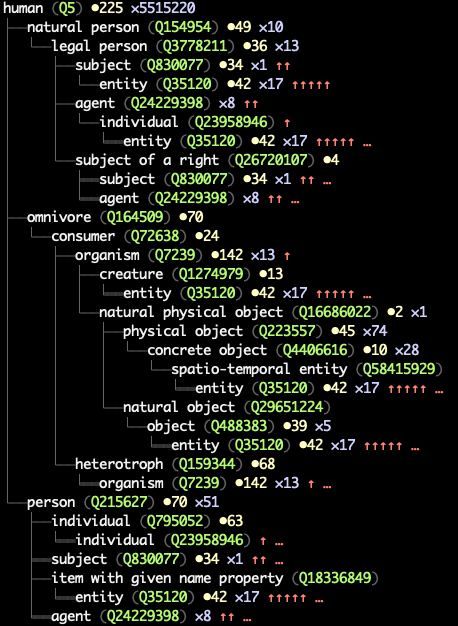 human (Q5) ●225 ×5515220
natural person (Q154954) ●49 ×10
legal person (Q3778211) ●36 ×13
subject (Q830077) ●34 ×1 ↑↑
entity (Q35120) ●42 ×17 ↑↑↑↑↑
agent (Q24229398) ×8 ↑↑
individual (Q23958946) ↑
entity (Q35120) ●42 ×17 ↑↑↑↑↑ …
subject of a right (Q26720107) ●4
subject (Q830077) ●34 ×1 ↑↑ …
agent (Q24229398) ×8 ↑↑ …
omnivore (Q164509) ●70
consumer (Q72638) ●24
organism (Q7239) ●142 ×13 ↑
creature (Q1274979) ●13
entity (Q35120) ●42 ×17 ↑↑↑↑↑ …
natural physical object (Q16686022) ●2 ×1
physical object (Q223557) ●45 ×74
concrete object (Q4406616) ●10 ×28
spatio-temporal entity (Q58415929)
entity (Q35120) ●42 ×17 ↑↑↑↑↑ …
natural object (Q29651224)
object (Q488383) ●39 ×5
entity (Q35120) ●42 ×17 ↑↑↑↑↑ …
heterotroph (Q159344) ●68
organism (Q7239) ●142 ×13 ↑ …
person (Q215627) ●70 ×51
individual (Q795052) ●63
individual (Q23958946) ↑ …
subject (Q830077) ●34 ×1 ↑↑ …
item with given name property (Q18336849)
entity (Q35120) ●42 ×17 ↑↑↑↑↑ …
agent (Q24229398) ×8 ↑↑ …